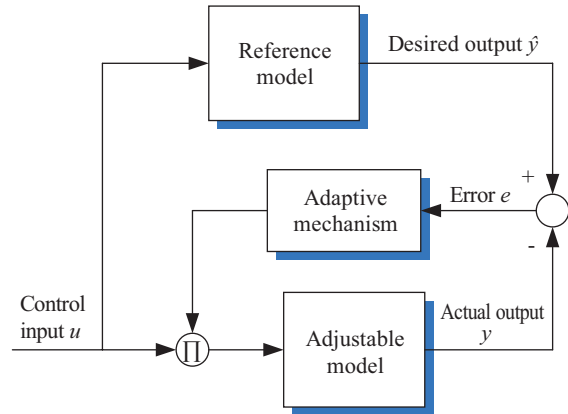 Reference
model
Desired output ŷ
+
Adaptive
mechanism
Error e
-
Control
input u
∏
Adjustable
model
Actual output
y